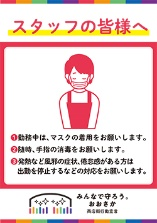 スタッフの皆様へ
①勤務中は、マスクの着用をお願いします。
②随時、手指の消毒をお願いします。
③発熱など風邪の症状、倦怠感がある方は
出勤を停止するなどの対応をお願いします。
みんなで守ろう。
おおさか